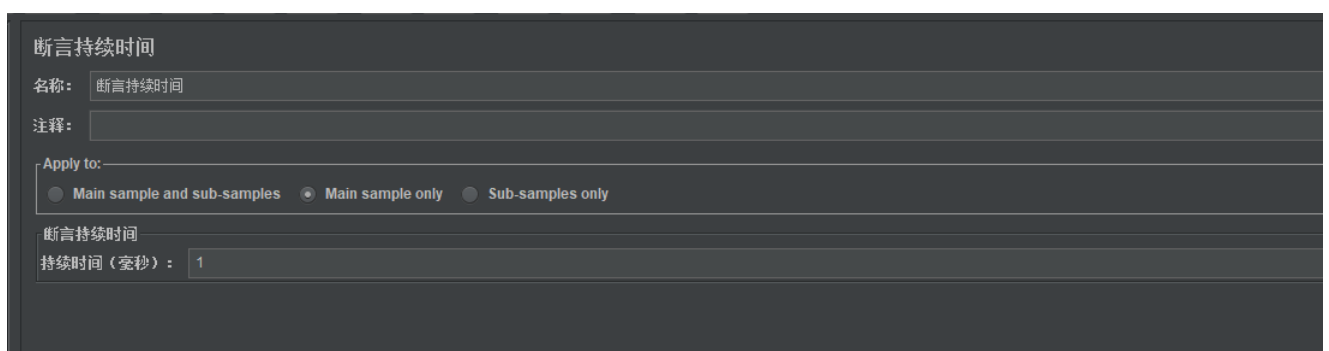 断言持续时间
名称： 断言持续时间
注释：
Apply to:
Main sample and sub-samples Main sample only Sub-samples only
断言持续时间
持续时间（毫秒）： 1